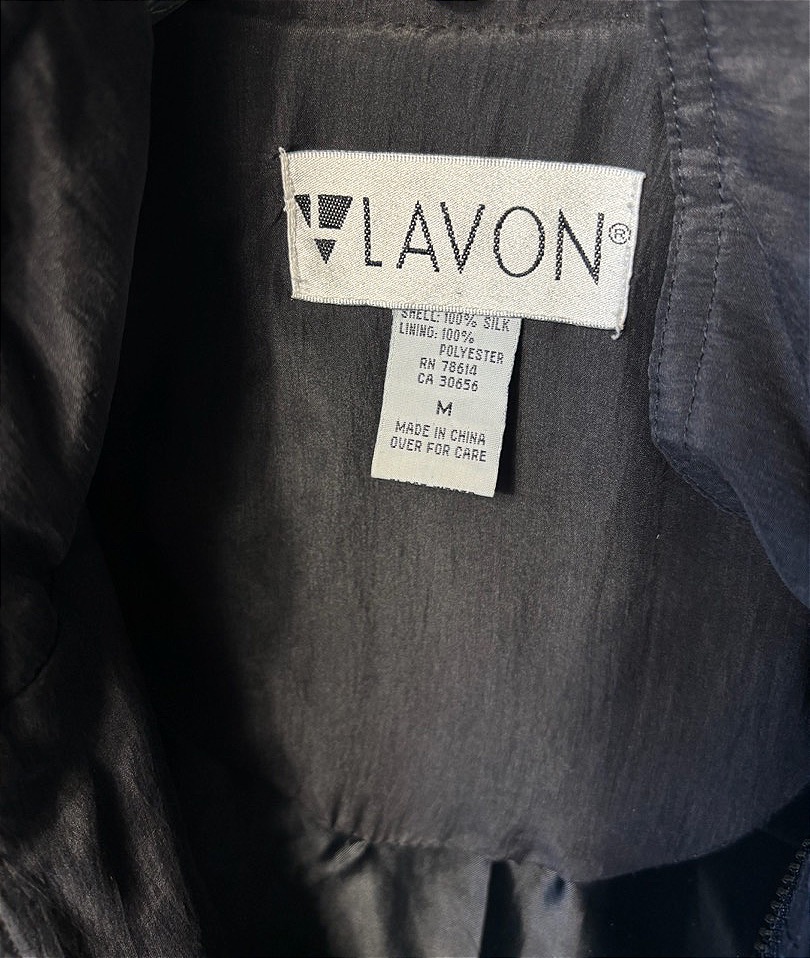 LAVON®
SHELL: 100% SILK
LINING: 100%
POLYESTER
RN 78614
CA 30656
M
MADE IN CHINA
OVER FOR CARE